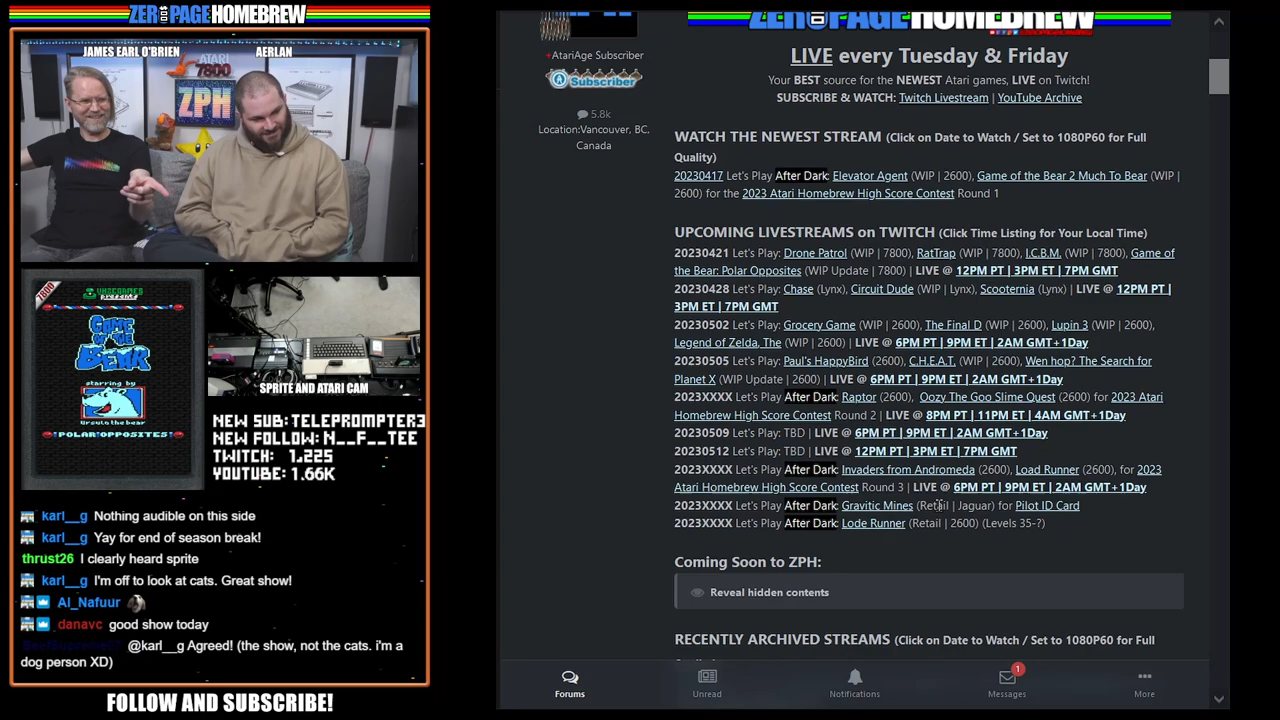 ZEROPAGE HOMEBREW
JAMES EARL O'BRIEN
AERLAN
ATARI
7800
ZPH
7800
presents
GAME
OF THE
BEAR
starring by
Ursula the bear
POLAR OPPOSITES
SPRITE AND ATARI CAM
NEW SUB:TELEPROMPTER3
NEW FOLLOW: N__F__TEE
TWITCH: 1,225
YOUTUBE: 1.66K
karl__g Nothing audible on this side
karl__g Yay for end of season break!
thrust26 I clearly heard sprite
karl__g I'm off to look at cats. Great show!
Al_Nafuur
danavc good show today
@karl__g Agreed! (the show, not the cats. i'm a
dog person XD)
FOLLOW AND SUBSCRIBE!
ZEROPAGE HOMEBREW
+AtariAge Subscriber
Subscriber
5.8k
Location:Vancouver, BC,
Canada
LIVE every Tuesday & Friday
Your BEST source for the NEWEST Atari games, LIVE on Twitch!
SUBSCRIBE & WATCH: Twitch Livestream | YouTube Archive
WATCH THE NEWEST STREAM (Click on Date to Watch / Set to 1080P60 for Full
Quality)
20230417 Let's Play After Dark: Elevator Agent (WIP | 2600), Game of the Bear 2 Much To Bear (WIP |
2600) for the 2023 Atari Homebrew High Score Contest Round 1
UPCOMING LIVESTREAMS on TWITCH (Click Time Listing for Your Local Time)
20230421 Let's Play: Drone Patrol (WIP | 7800), RatTrap (WIP | 7800), I.C.B.M. (WIP | 7800), Game of
the Bear: Polar Opposites (WIP Update | 7800) | LIVE @ 12PM PT | 3PM ET | 7PM GMT
20230428 Let's Play: Chase (Lynx), Circuit Dude (WIP | Lynx), Scooternia (Lynx) | LIVE @ 12PM PT |
3PM ET | 7PM GMT
20230502 Let's Play: Grocery Game (WIP | 2600), The Final D (WIP | 2600), Lupin 3 (WIP | 2600),
Legend of Zelda, The (WIP | 2600) | LIVE @ 6PM PT | 9PM ET | 2AM GMT+1Day
20230505 Let's Play: Paul's HappyBird (2600), C.H.E.A.T. (WIP | 2600), Wen hop? The Search for
Planet X (WIP Update | 2600) | LIVE @ 6PM PT | 9PM ET | 2AM GMT+1Day
2023XXXX Let's Play After Dark: Raptor (2600), Oozy The Goo Slime Quest (2600) for 2023 Atari
Homebrew High Score Contest Round 2 | LIVE @ 8PM PT | 11PM ET | 4AM GMT+1Day
20230509 Let's Play: TBD | LIVE @ 6PM PT | 9PM ET | 2AM GMT+1Day
20230512 Let's Play: TBD | LIVE @ 12PM PT | 3PM ET | 7PM GMT
2023XXXX Let's Play After Dark: Invaders from Andromeda (2600), Load Runner (2600), for 2023
Atari Homebrew High Score Contest Round 3 | LIVE @ 6PM PT | 9PM ET | 2AM GMT+1Day
2023XXXX Let's Play After Dark: Gravitic Mines (Retail | Jaguar) for Pilot ID Card
2023XXXX Let's Play After Dark: Lode Runner (Retail | 2600) (Levels 35-?)
Coming Soon to ZPH:
Reveal hidden contents
RECENTLY ARCHIVED STREAMS (Click on Date to Watch / Set to 1080P60 for Full
Forums
Unread
Notifications
1
Messages
More